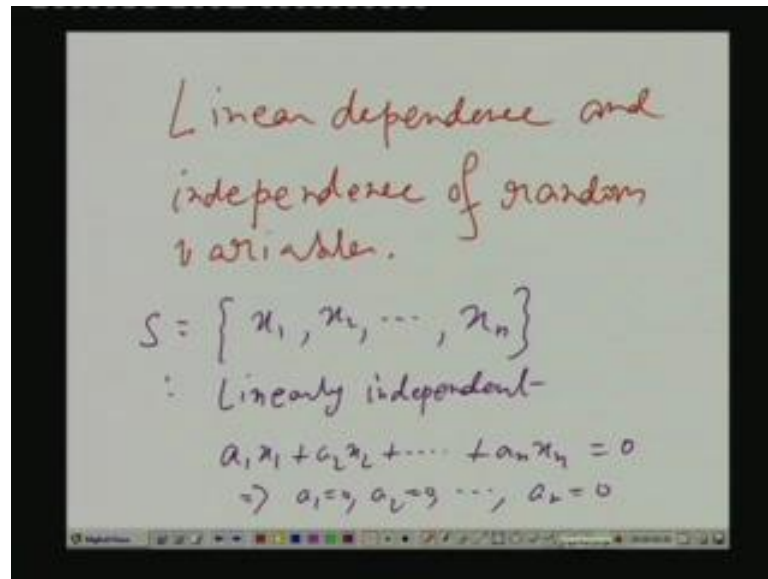 Linear dependence and
independence of random
variables.
S = { x₁, x₂, ..., xₙ }
: Linearly independent
a₁x₁ + a₂x₂ + .... + aₙxₙ = 0
=> a₁=0, a₂=0 ..., aₙ = 0